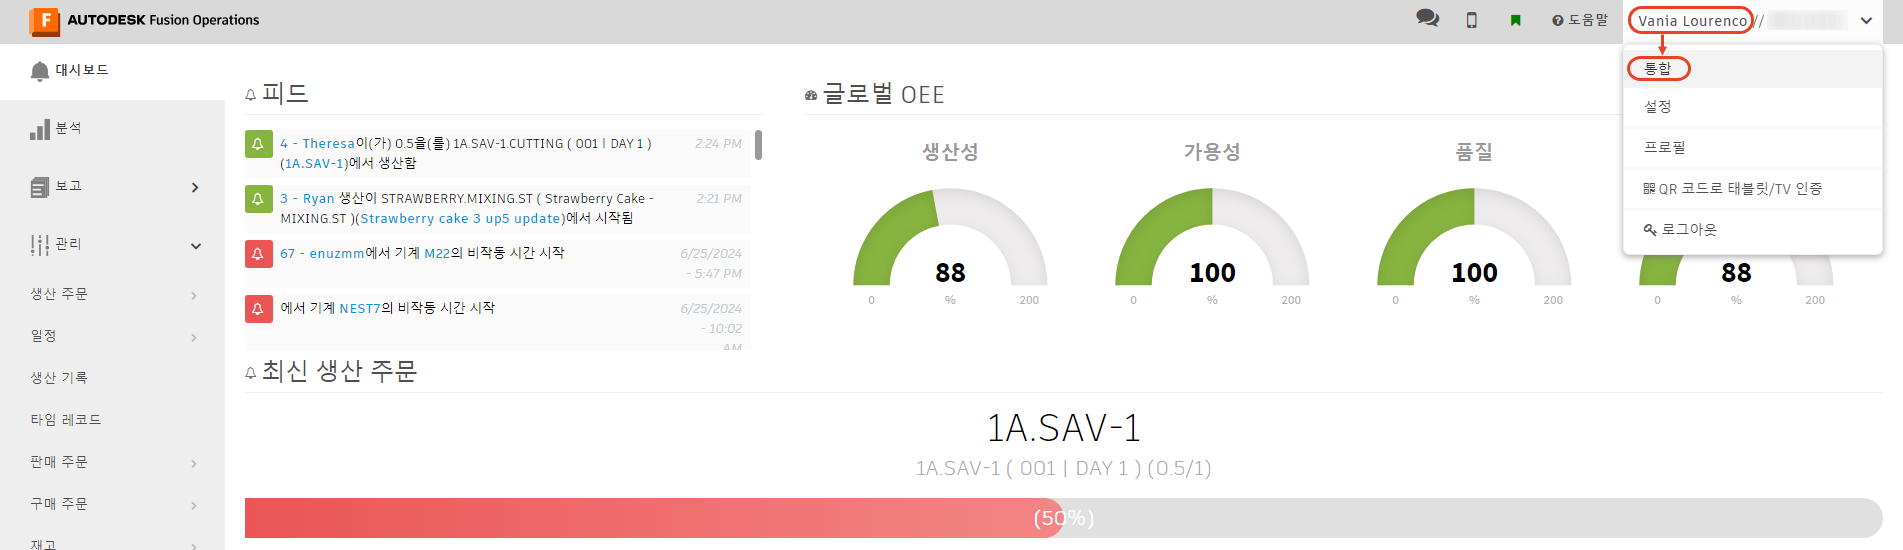 AUTODESK Fusion Operations
도움말
Vania Lourenco //
통합
설정
프로필
QR 코드로 태블릿/TV 인증
로그아웃
대시보드
분석
보고
관리
생산 주문
일정
생산 기록
타임 레코드
판매 주문
구매 주문
재고
피드
4 - Theresa이(가) 0.5을(를) 1A.SAV-1.CUTTING ( 001 | DAY 1 )
(1A.SAV-1)에서 생산함
2:24 PM
3 - Ryan 생산이 STRAWBERRY.MIXING.ST ( Strawberry Cake -
MIXING.ST )(Strawberry cake 3 up5 update)에서 시작됨
2:21 PM
67 - enuzmm에서 기계 M22의 비작동 시간 시작
6/25/2024
- 5:47 PM
에서 기계 NEST7의 비작동 시간 시작
6/25/2024
- 10:02
AM
글로벌 OEE
생산성
88
0 % 200
가용성
100
0 % 200
품질
100
0 % 200
88
0 % 200
최신 생산 주문
1A.SAV-1
1A.SAV-1 ( 001 | DAY 1 ) (0.5/1)
(50%)